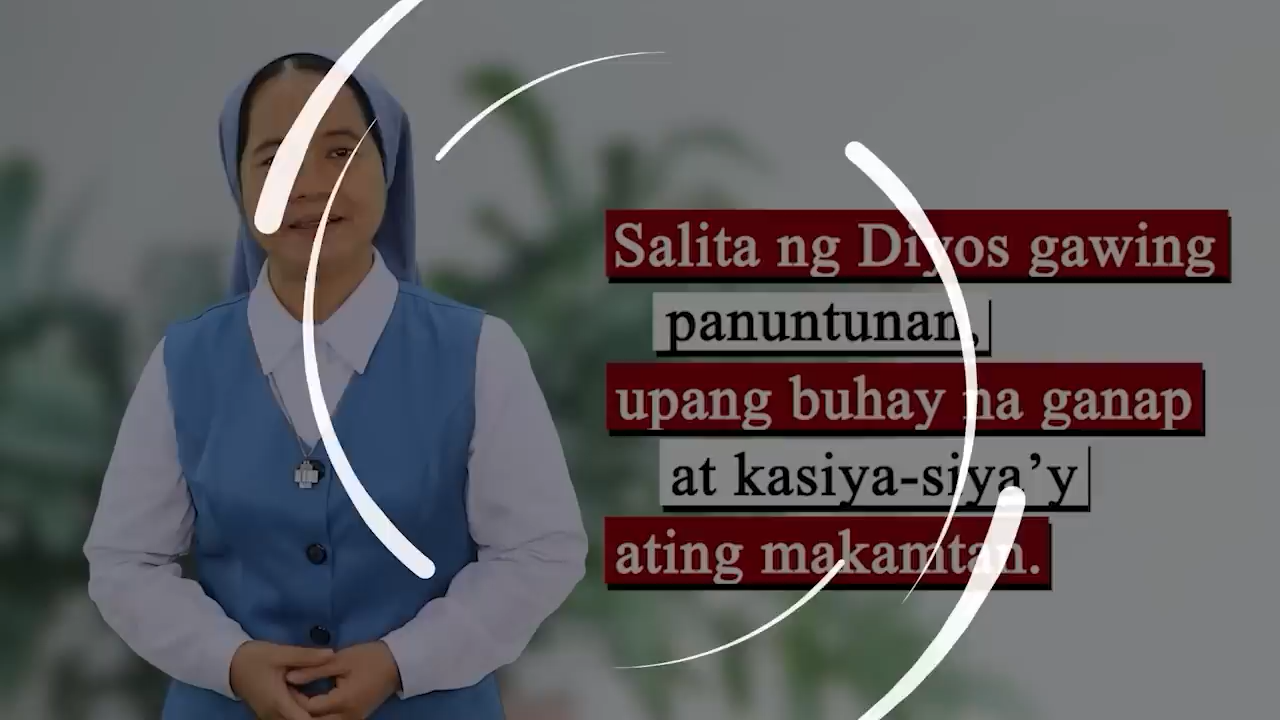 Salita ng Diyos gawing
panuntunan,
upang buhay na ganap
at kasiya-siya’y
ating makamtan.